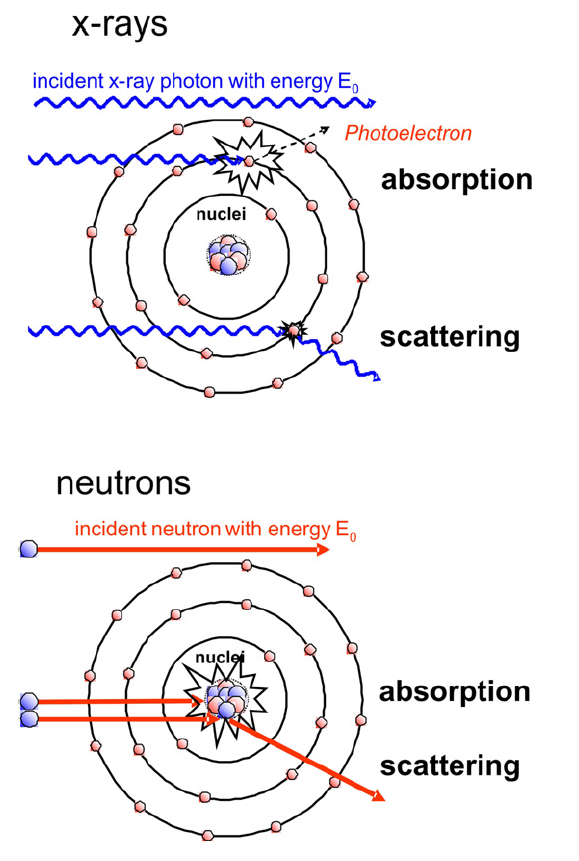 x-rays
incident x-ray photon with energy E₀
Photoelectron
absorption
nuclei
scattering
neutrons
incident neutron with energy E₀
nuclei
absorption
scattering